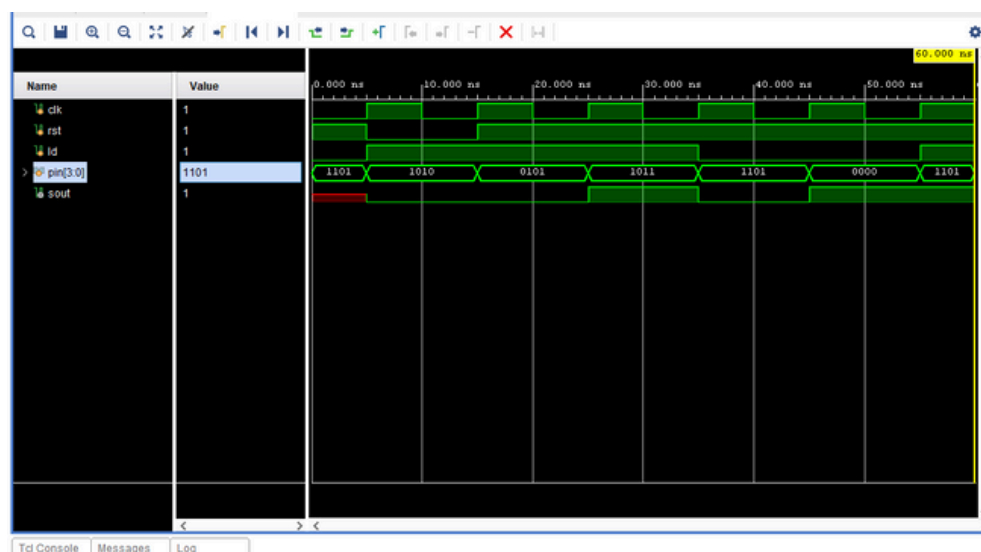 60.000 ns
Name Value
0.000 ns 10.000 ns 20.000 ns 30.000 ns 40.000 ns 50.000 ns
clk 1
rst 1
ld 1
pin[3:0] 1101 1101 1010 0101 1011 1101 0000 1101
sout 1
Tcl Console Messages Log